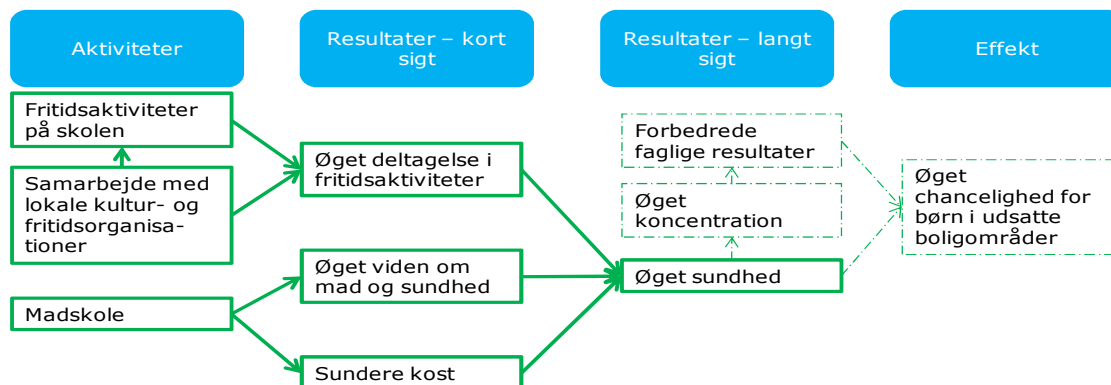 Aktiviteter
Resultater – kort
sigt
Resultater – langt
sigt
Effekt
Fritidsaktiviteter
på skolen
Samarbejde med
lokale kultur- og
fritidsorganisa-
tioner
Madskole
Øget deltagelse i
fritidsaktiviteter
Øget viden om
mad og sundhed
Sundere kost
Forbedrede
faglige resultater
Øget
koncentration
Øget sundhed
Øget
chancelighed for
børn i udsatte
boligområder